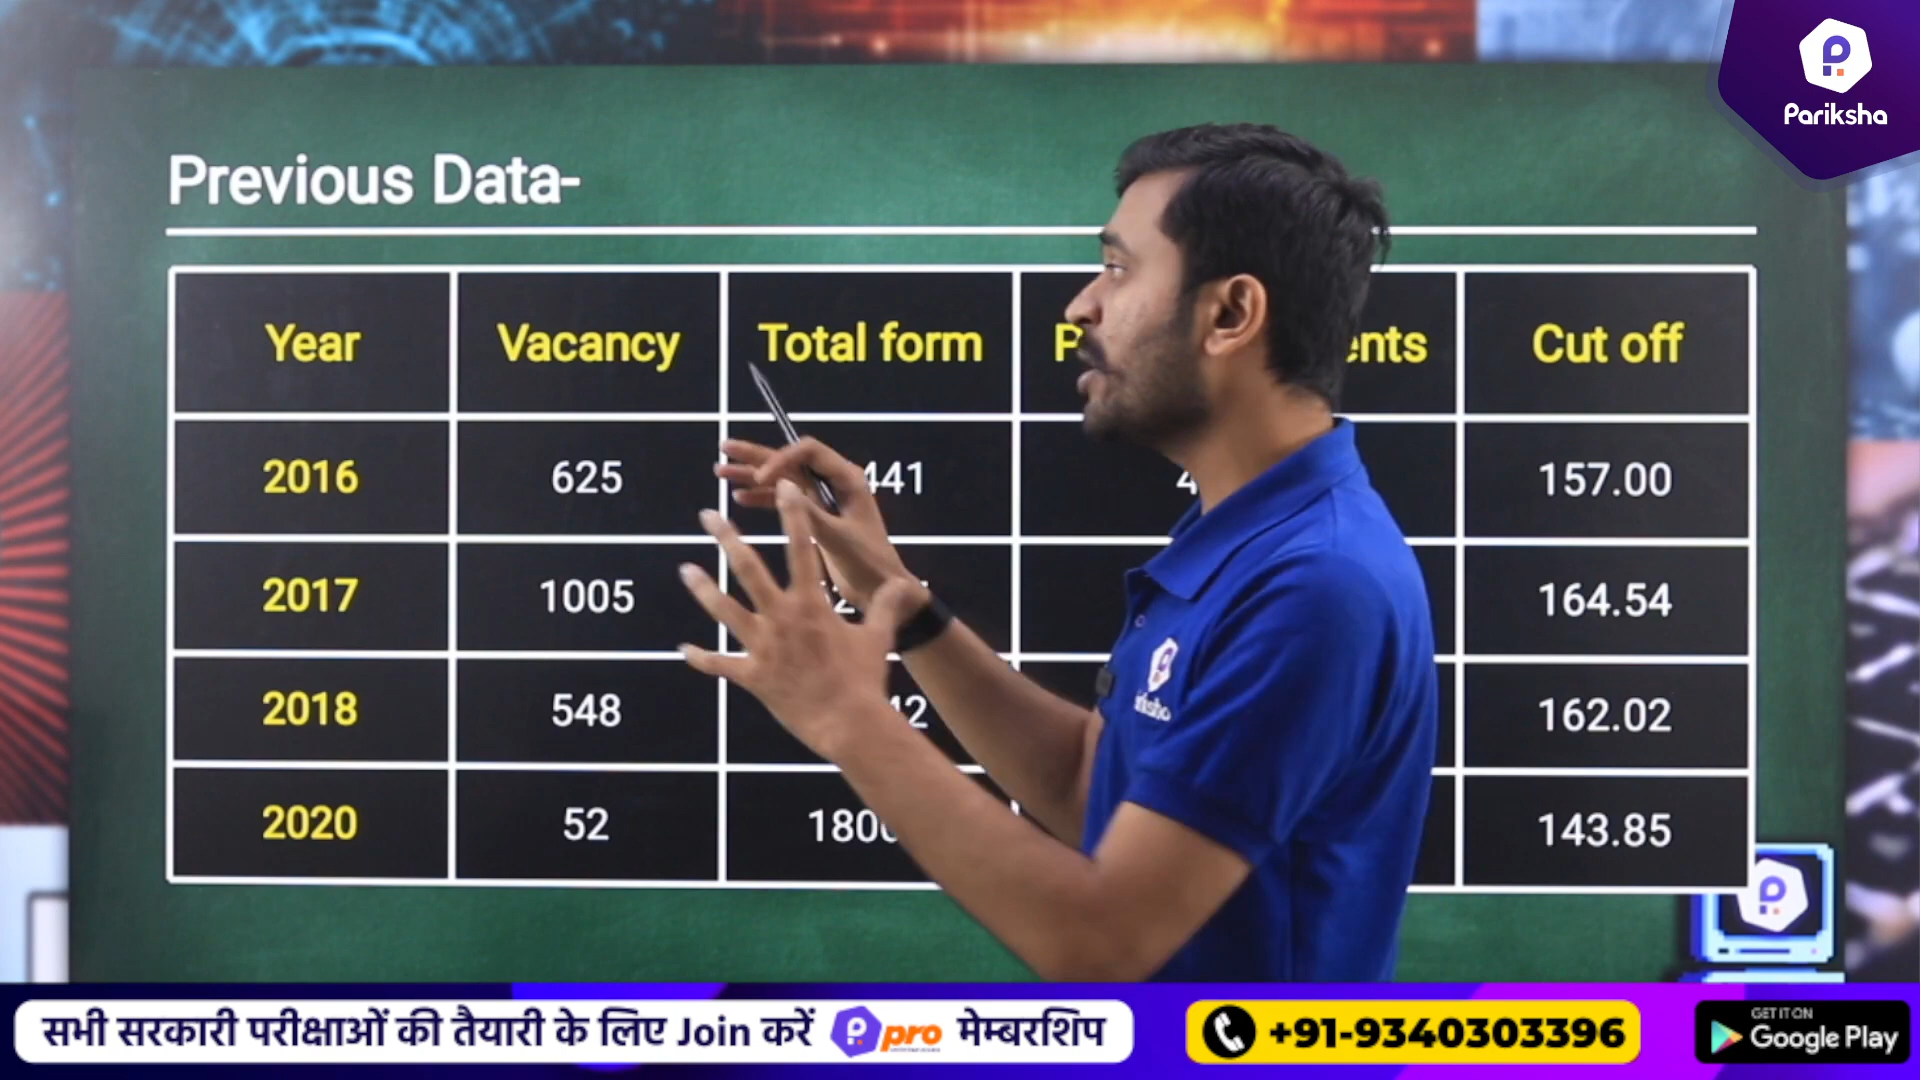 Pariksha
Previous Data-
Year Vacancy Total form Cut off
2016 625 157.00
2017 1005 164.54
2018 548 162.02
2020 52 143.85
सभी सरकारी परीक्षाओं की तैयारी के लिए Join करें pro मेम्बरशिप
+91-9340303396
GET IT ON
Google Play